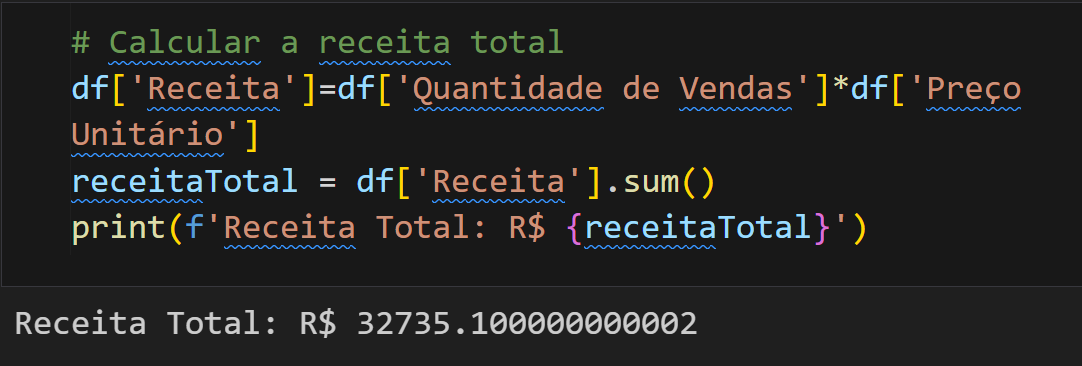 # Calcular a receita total
df['Receita']=df['Quantidade de Vendas']*df['Preço
Unitário']
receitaTotal = df['Receita'].sum()
print(f'Receita Total: R$ {receitaTotal}')
Receita Total: R$ 32735.100000000002